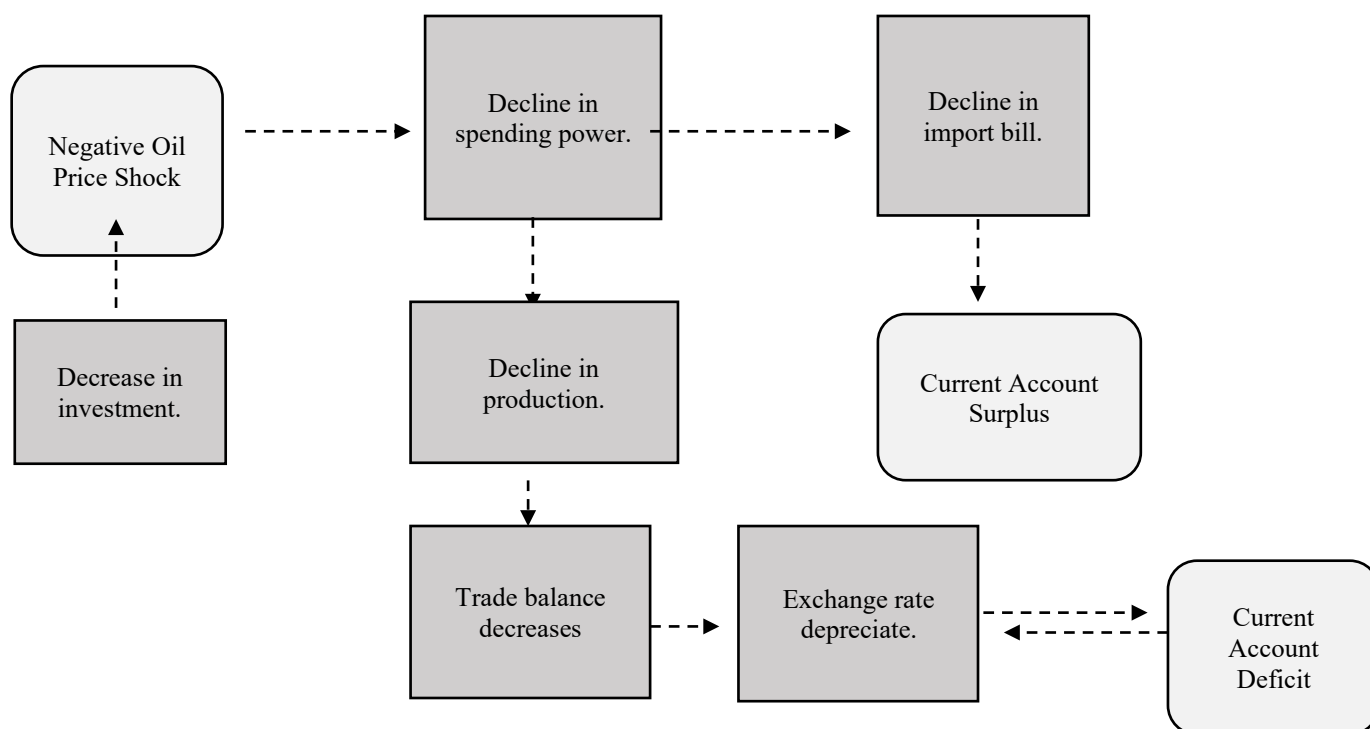 Negative Oil
Price Shock
Decline in
spending power.
Decline in
import bill.
Decrease in
investment.
Decline in
production.
Current Account
Surplus
Trade balance
decreases
Exchange rate
depreciate.
Current
Account
Deficit